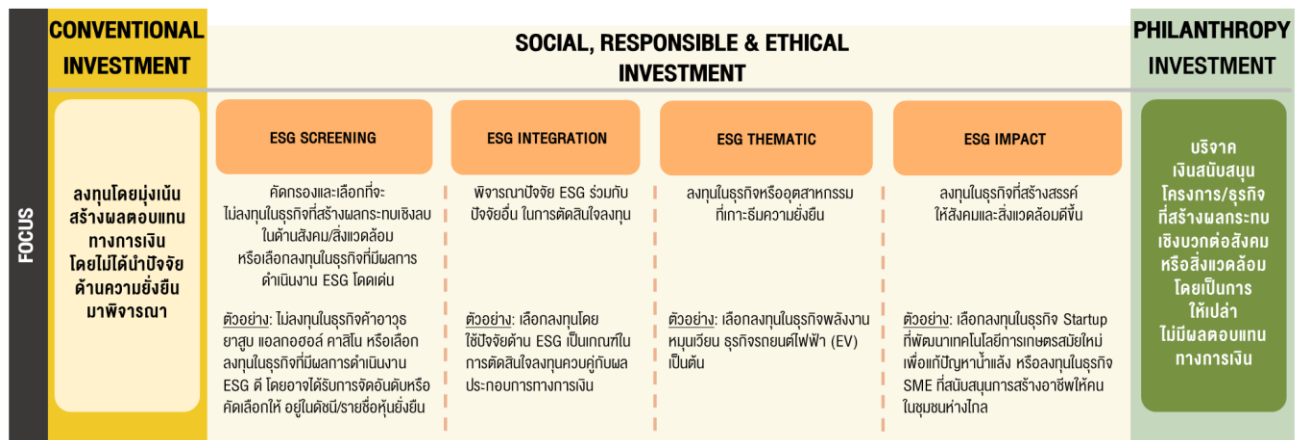 CONVENTIONAL
INVESTMENT
SOCIAL, RESPONSIBLE & ETHICAL
INVESTMENT
PHILANTHROPY
INVESTMENT
FOCUS
ลงทุนโดยมุ่งเน้น
สร้างผลตอบแทน
ทางการเงิน
โดยไม่ได้นำปัจจัย
ด้านความยั่งยืน
มาพิจารณา
ESG SCREENING
คัดกรองและเลือกที่จะ
ไม่ลงทุนในธุรกิจที่สร้างผลกระทบเชิงลบ
ในด้านสังคม/สิ่งแวดล้อม
หรือเลือกลงทุนในธุรกิจที่มีผลการ
ดำเนินงาน ESG โดดเด่น
ตัวอย่าง: ไม่ลงทุนในธุรกิจค้าอาวุธ
ยาสูบ แอลกอฮอล์ คาสิโน หรือเลือก
ลงทุนในธุรกิจที่มีผลการดำเนินงาน
ESG ดี โดยอาจได้รับการจัดอันดับหรือ
คัดเลือกให้ อยู่ในดัชนี/รายชื่อหุ้นยั่งยืน
ESG INTEGRATION
พิจารณาปัจจัย ESG ร่วมกับ
ปัจจัยอื่น ในการตัดสินใจลงทุน
ตัวอย่าง: เลือกลงทุนโดย
ใช้ปัจจัยด้าน ESG เป็นเกณฑ์ใน
การตัดสินใจลงทุนควบคู่กับผล
ประกอบการทางการเงิน
ESG THEMATIC
ลงทุนในธุรกิจหรืออุตสาหกรรม
ที่เกาะธีมความยั่งยืน
ตัวอย่าง: เลือกลงทุนในธุรกิจพลังงาน
หมุนเวียน ธุรกิจรถยนต์ไฟฟ้า (EV)
เป็นต้น
ESG IMPACT
ลงทุนในธุรกิจที่สร้างสรรค์
ให้สังคมและสิ่งแวดล้อมดีขึ้น
ตัวอย่าง: เลือกลงทุนในธุรกิจ Startup
ที่พัฒนาเทคโนโลยีการเกษตรสมัยใหม่
เพื่อแก้ปัญหาน้ำแล้ง หรือลงทุนในธุรกิจ
SME ที่สนับสนุนการสร้างอาชีพให้คน
ในชุมชนห่างไกล
บริจาค
เงินสนับสนุน
โครงการ/ธุรกิจ
ที่สร้างผลกระทบ
เชิงบวกต่อสังคม
หรือสิ่งแวดล้อม
โดยเป็นการ
ให้เปล่า
ไม่มีผลตอบแทน
ทางการเงิน